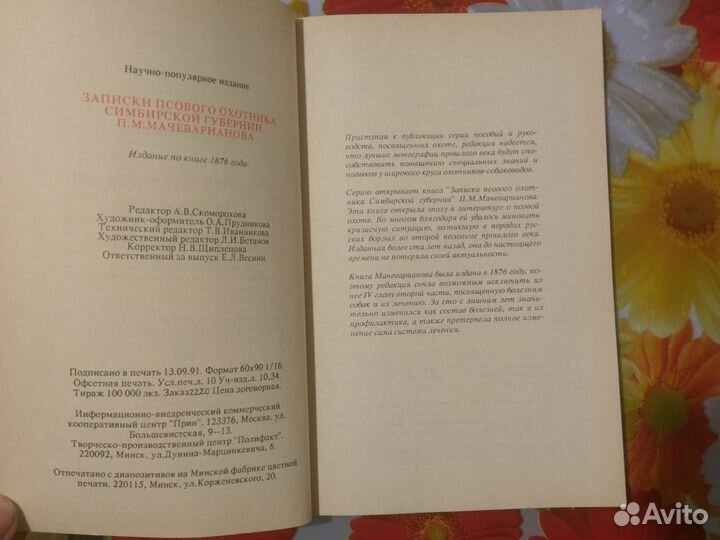 Научно-популярное издание
ЗАПИСКИ ПСОВОГО ОХОТНИКА
СИМБИРСКОЙ ГУБЕРНИИ
П.М.МАЧЕВАРИАНОВА
Издание по книге 1876 года
Редактор А.В.Скоморохова
Художник-оформитель О.А.Прудникова
Технический редактор Т.В.Иванникова
Художественный редактор Л.И.Бетанов
Корректор Н.В.Щиплецова
Ответственный за выпуск Е.Л.Веснин
Подписано в печать 13.09.91. Формат 60х90 1/16.
Офсетная печать. Усл.печ.л. 10 Уч-изд.л. 10,34.
Тираж 100 000 экз. Заказ2220 Цена договорная.
Информационно-внедренческий коммерческий
кооперативный центр "Прин". 123376, Москва, ул.
Большевистская, 9--13.
Творческо-производственный центр "Полифакт".
220092, Минск, ул.Дунина-Марцинкевича, 6.
Отпечатано с диапозитивов на Минской фабрике цветной
печати. 220115, Минск, ул.Корженевского, 20.
Приступая к публикации серии пособий и руко-
водств, посвященных охоте, редакция надеется,
что лучшие монографии прошлого века будут спо-
собствовать повышению специальных знаний и
навыков у широкого круга охотников-собаководов.
Серию открывает книга "Записки псового охот-
ника Симбирской губернии" П.М.Мачеварианова.
Эта книга открыла эпоху в литературе о псовой
охоте. Во многом благодаря ей удалось миновать
кризисную ситуацию, возникшую в породах рус-
ских борзых во второй половине прошлого века.
Изданная более ста лет назад, она до настоящего
времени не потеряла своей актуальности.
Книга Мачеварианова была издана в 1876 году, по-
этому редакция сочла возможным исключить из
нее IV главу второй части, посвященную болезням
собак и их лечению. За сто с лишним лет значи-
тельно изменился как состав болезней, так и их
профилактика, а также претерпела полное изме-
нение сама система лечения.
Avito